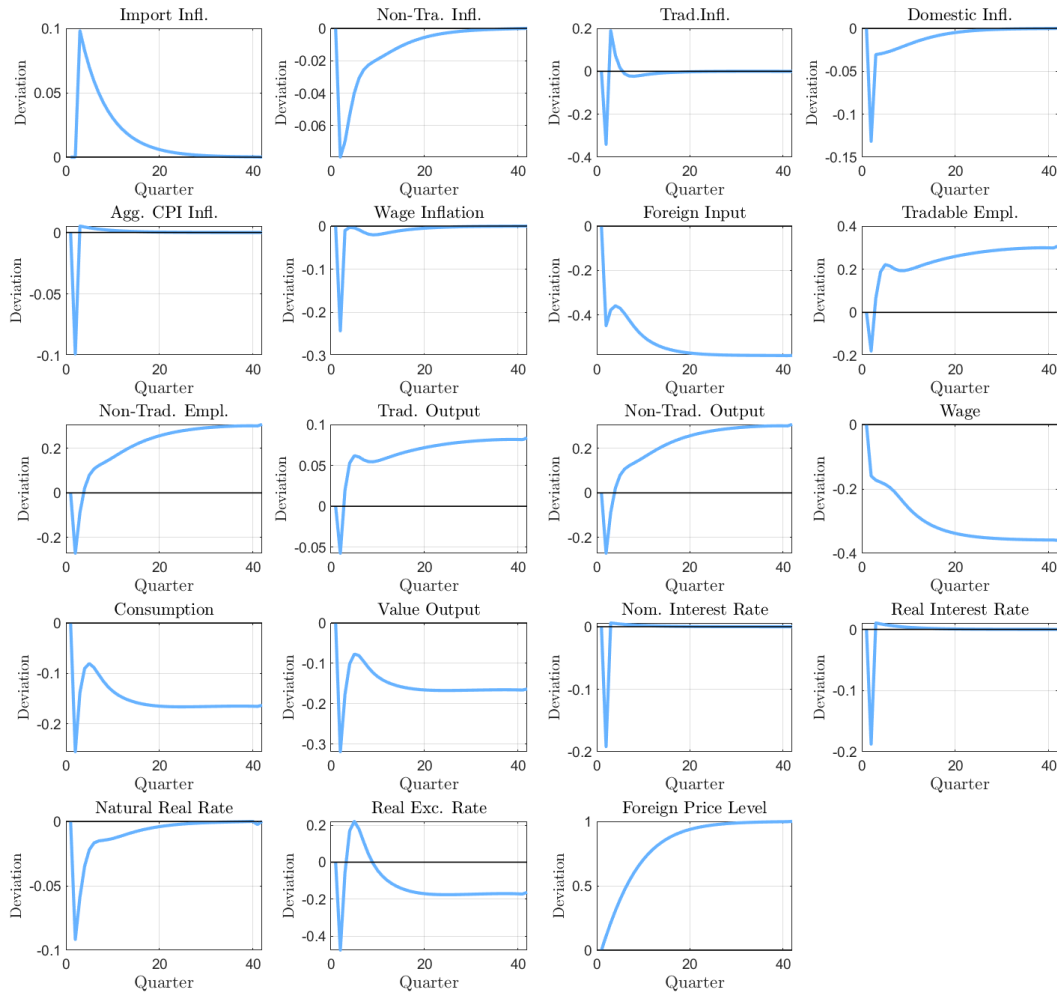 Import Infl.
Deviation
0.1
0.05
0
0 20 40
Quarter
Non-Tra. Infl.
Deviation
0
-0.02
-0.04
-0.06
0 20 40
Quarter
Trad.Infl.
Deviation
0.2
0
-0.2
-0.4
0 20 40
Quarter
Domestic Infl.
Deviation
0
-0.05
-0.1
-0.15
0 20 40
Quarter
Agg. CPI Infl.
Deviation
0
-0.05
-0.1
0 20 40
Quarter
Wage Inflation
Deviation
0
-0.1
-0.2
-0.3
0 20 40
Quarter
Foreign Input
Deviation
0
-0.2
-0.4
0 20 40
Quarter
Tradable Empl.
Deviation
0.4
0.2
0
-0.2
0 20 40
Quarter
Non-Trad. Empl.
Deviation
0.2
0
-0.2
0 20 40
Quarter
Trad. Output
Deviation
0.1
0.05
0
-0.05
0 20 40
Quarter
Non-Trad. Output
Deviation
0.2
0
-0.2
0 20 40
Quarter
Wage
Deviation
0
-0.2
-0.4
0 20 40
Quarter
Consumption
Deviation
0
-0.1
-0.2
0 20 40
Quarter
Value Output
Deviation
0
-0.1
-0.2
-0.3
0 20 40
Quarter
Nom. Interest Rate
Deviation
0
-0.1
-0.2
0 20 40
Quarter
Real Interest Rate
Deviation
0
-0.1
-0.2
0 20 40
Quarter
Natural Real Rate
Deviation
0
-0.05
-0.1
0 20 40
Quarter
Real Exc. Rate
Deviation
0.2
0
-0.2
-0.4
0 20 40
Quarter
Foreign Price Level
Deviation
1
0.5
0
0 20 40
Quarter